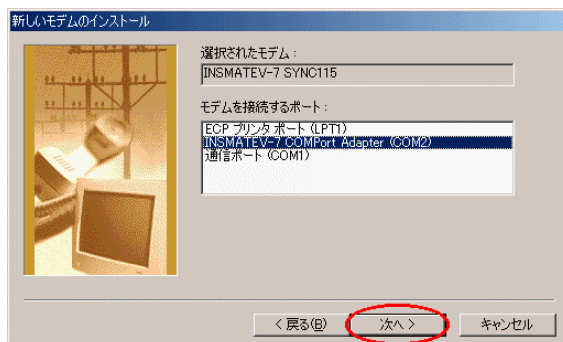 新しいモデムのインストール
選択されたモデム：
INSMATEV-7 SYNC115
モデムを接続するポート：
ECP プリンタ ポート (LPT1)
INSMATEV-7 COMPort Adapter (COM2)
通信ポート (COM1)
< 戻る(B)
次へ >
キャンセル